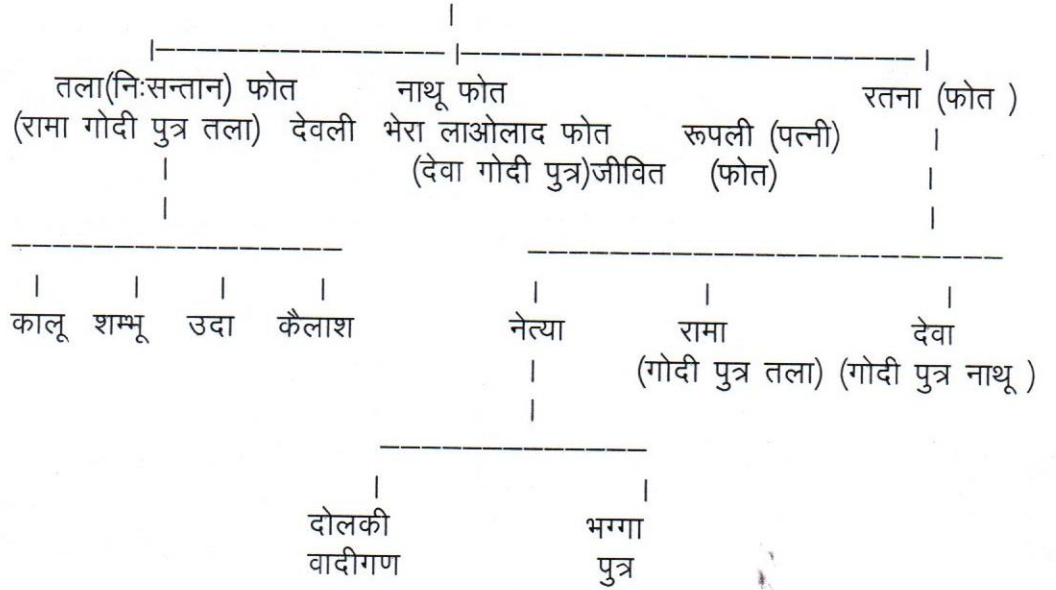 तला(निःसन्तान) फोत नाथू फोत रतना (फोत )
(रामा गोदी पुत्र तला) देवली भेरा लाओलाद फोत रूपली (पत्नी)
(देवा गोदी पुत्र)जीवित (फोत)
कालू शम्भू उदा कैलाश नेत्या रामा देवा
(गोदी पुत्र तला) (गोदी पुत्र नाथू )
दोलकी भग्गा
वादीगण पुत्र